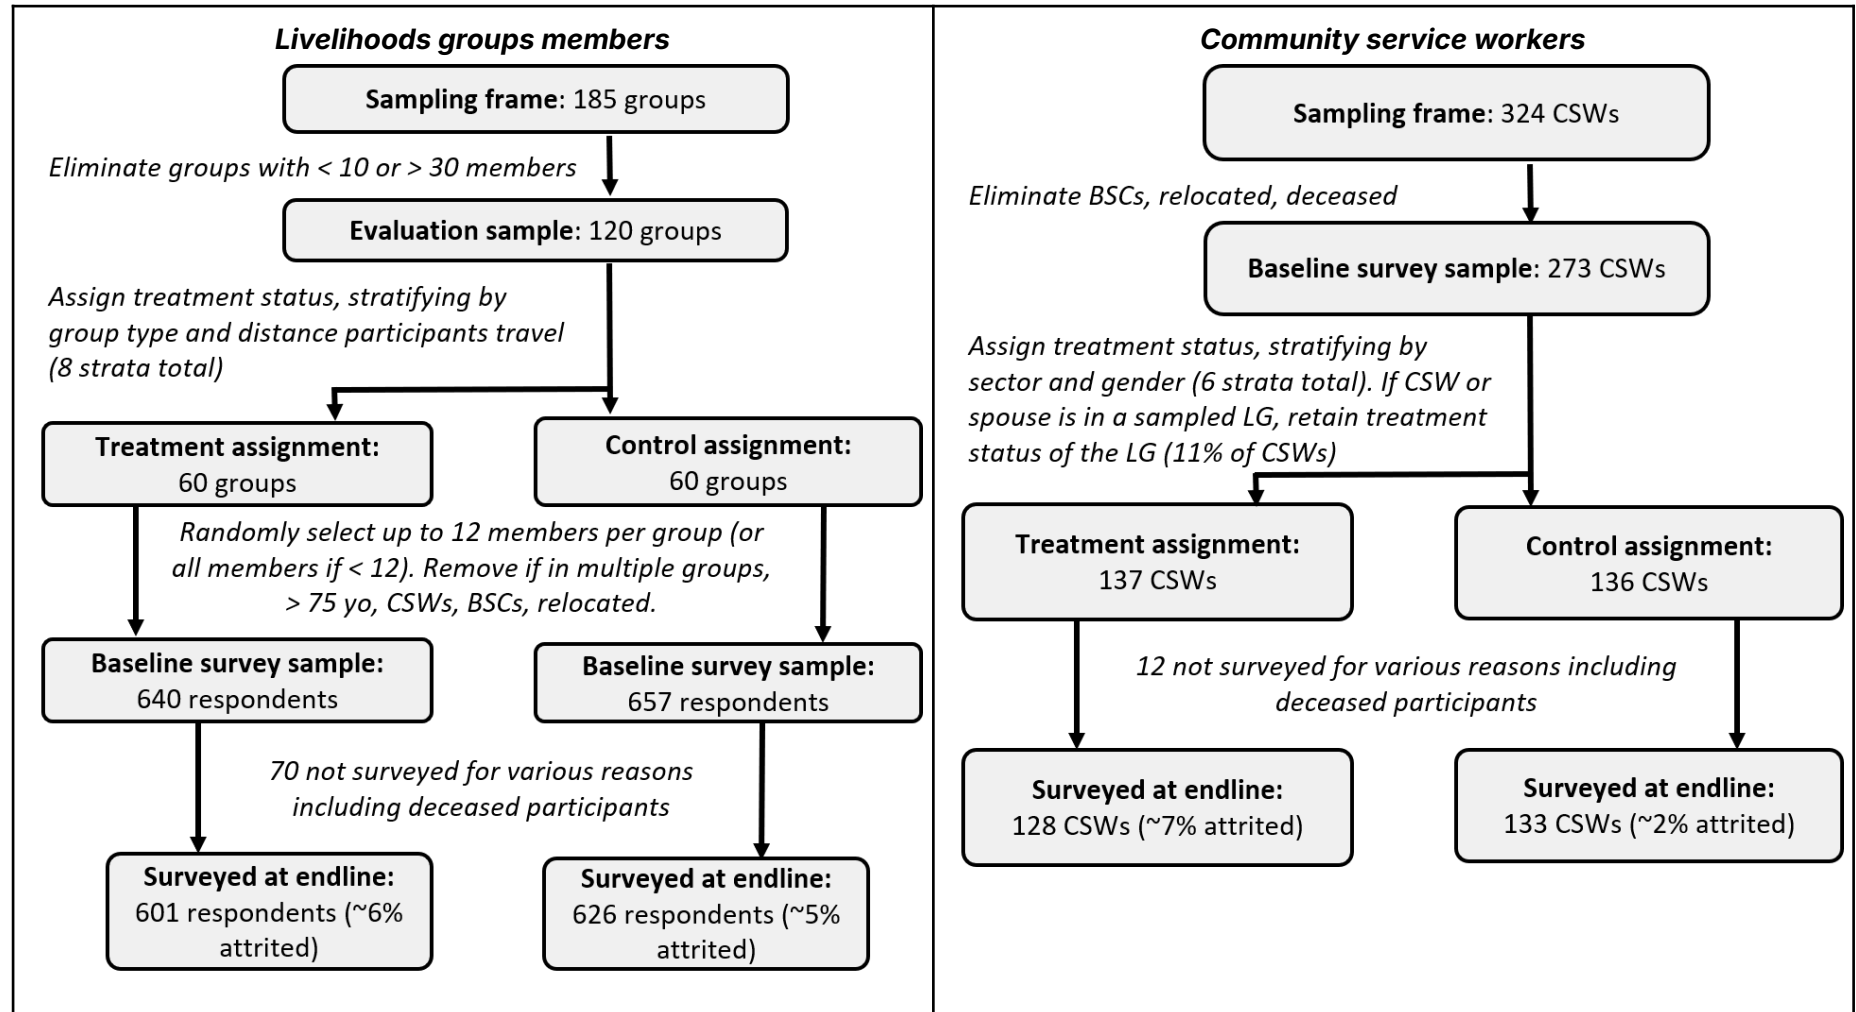 Livelihoods groups members
Sampling frame: 185 groups
Eliminate groups with < 10 or > 30 members
Evaluation sample: 120 groups
Assign treatment status, stratifying by
group type and distance participants travel
(8 strata total)
Treatment assignment:
60 groups
Control assignment:
60 groups
Randomly select up to 12 members per group (or
all members if < 12). Remove if in multiple groups,
> 75 yo, CSWs, BSCs, relocated.
Baseline survey sample:
640 respondents
Baseline survey sample:
657 respondents
70 not surveyed for various reasons
including deceased participants
Surveyed at endline:
601 respondents (~6%
attrited)
Surveyed at endline:
626 respondents (~5%
attrited)
Community service workers
Sampling frame: 324 CSWs
Eliminate BSCs, relocated, deceased
Baseline survey sample: 273 CSWs
Assign treatment status, stratifying by
sector and gender (6 strata total). If CSW or
spouse is in a sampled LG, retain treatment
status of the LG (11% of CSWs)
Treatment assignment:
137 CSWs
Control assignment:
136 CSWs
12 not surveyed for various reasons including
deceased participants
Surveyed at endline:
128 CSWs (~7% attrited)
Surveyed at endline:
133 CSWs (~2% attrited)